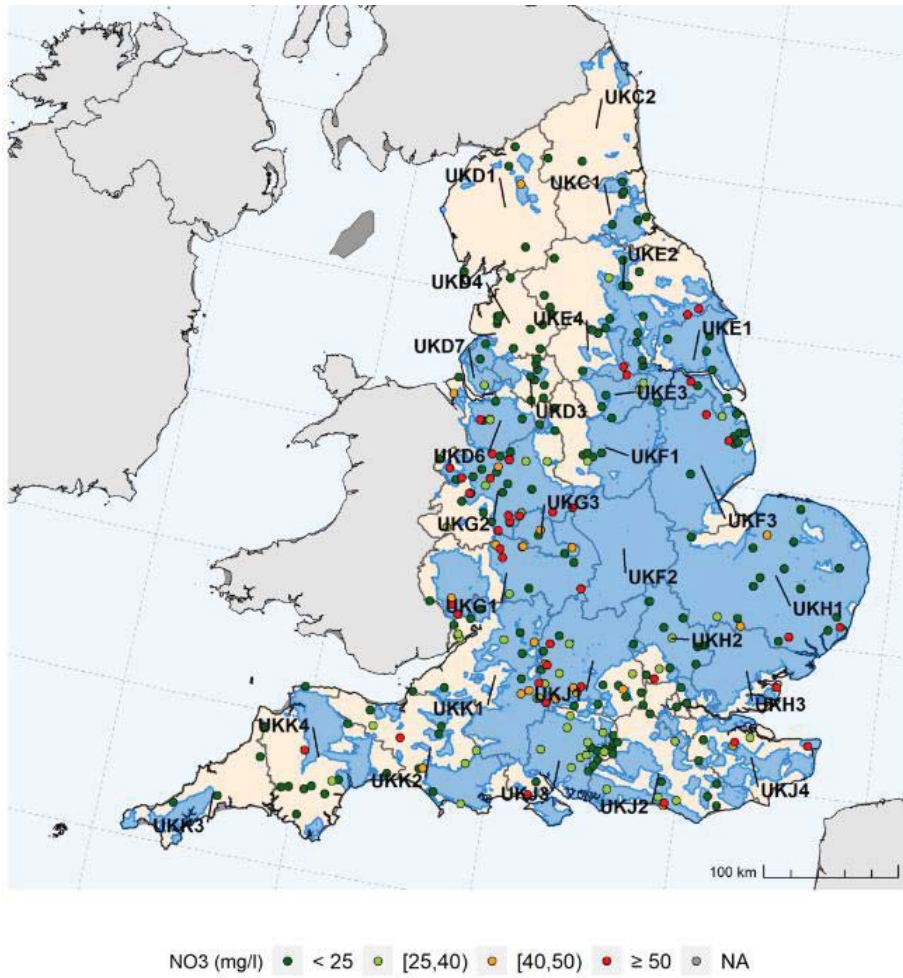 UKC2
UKD1
UKC1
UKE2
UKD4
UKE4
UKE1
UKD7
UKE3
UKD3
UKD6
UKF1
UKG3
UKG2
UKF3
UKF2
UKG1
UKH1
UKH2
UKJ1
UKK1
UKH3
UKK4
UKK2
UKJ3
UKJ2
UKJ4
UKK3
100 km
NO3 (mg/l) < 25 [25,40) [40,50) ≥ 50 NA